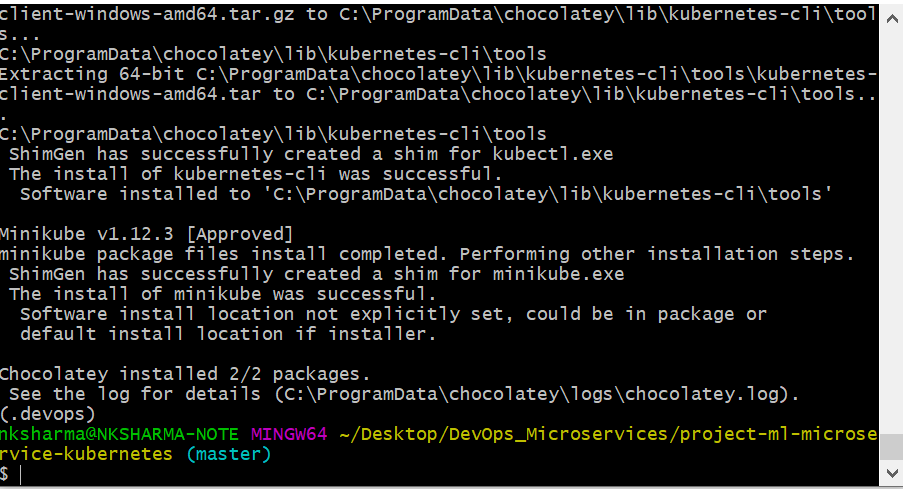 client-windows-amd64.tar.gz to C:\ProgramData\chocolatey\lib\kubernetes-cli\tool
s...
C:\ProgramData\chocolatey\lib\kubernetes-cli\tools
Extracting 64-bit C:\ProgramData\chocolatey\lib\kubernetes-cli\tools\kubernetes-
client-windows-amd64.tar to C:\ProgramData\chocolatey\lib\kubernetes-cli\tools..
.
C:\ProgramData\chocolatey\lib\kubernetes-cli\tools
ShimGen has successfully created a shim for kubectl.exe
The install of kubernetes-cli was successful.
Software installed to 'C:\ProgramData\chocolatey\lib\kubernetes-cli\tools'
Minikube v1.12.3 [Approved]
minikube package files install completed. Performing other installation steps.
ShimGen has successfully created a shim for minikube.exe
The install of minikube was successful.
Software install location not explicitly set, could be in package or
default install location if installer.
Chocolatey installed 2/2 packages.
See the log for details (C:\ProgramData\chocolatey\logs\chocolatey.log).
(.devops)
nksharma@NKSHARMA-NOTE MINGW64 ~/Desktop/DevOps_Microservices/project-ml-microse
rvice-kubernetes (master)
$